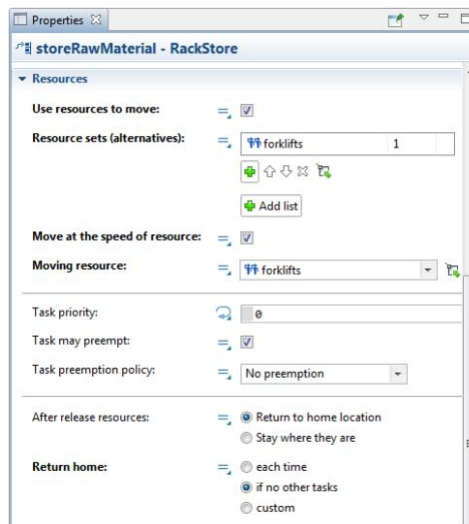 Properties
storeRawMaterial - RackStore
Resources
Use resources to move:
Resource sets (alternatives):
forklifts 1
Add list
Move at the speed of resource:
Moving resource:
forklifts
Task priority:
0
Task may preempt:
Task preemption policy:
No preemption
After release resources:
Return to home location
Stay where they are
Return home:
each time
if no other tasks
custom